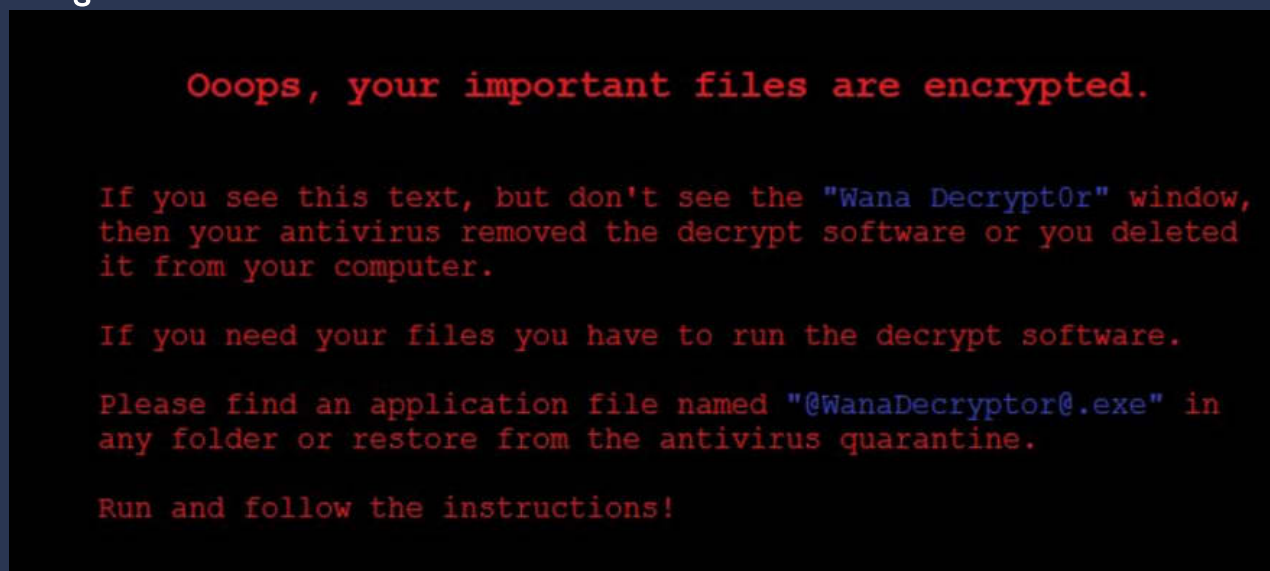 Ooops, your important files are encrypted.
If you see this text, but don't see the "Wana Decrypt0r" window,
then your antivirus removed the decrypt software or you deleted
it from your computer.
If you need your files you have to run the decrypt software.
Please find an application file named "@WanaDecryptor@.exe" in
any folder or restore from the antivirus quarantine.
Run and follow the instructions!